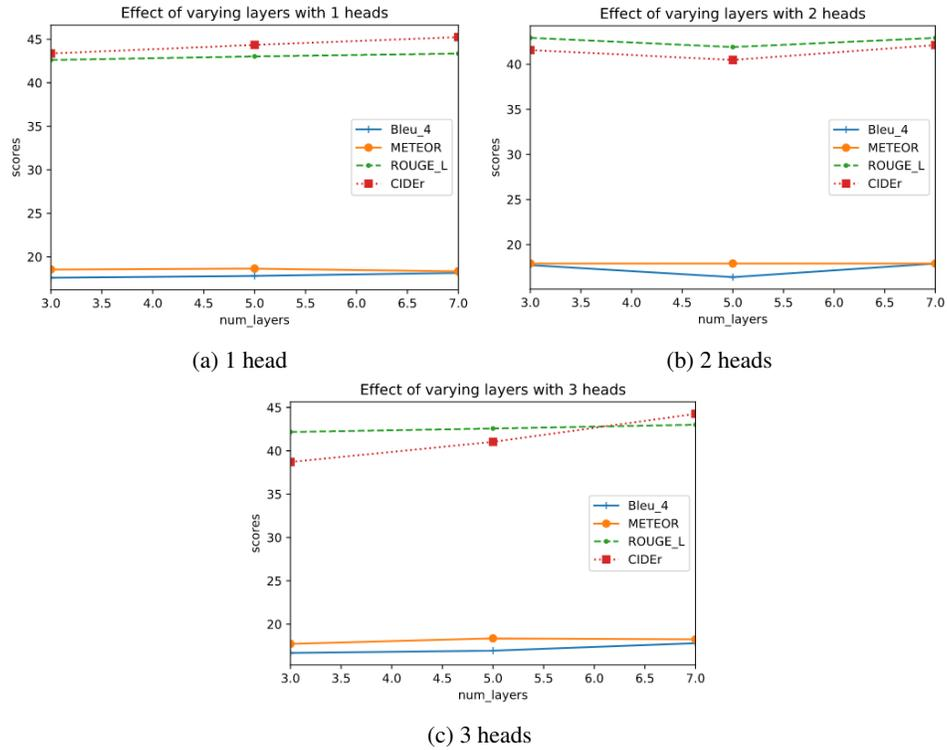 Effect of varying layers with 1 heads
45
40
35
30
25
20
scores
Bleu_4
METEOR
ROUGE_L
CIDEr
3.0 3.5 4.0 4.5 5.0 5.5 6.0 6.5 7.0
num_layers
(a) 1 head
Effect of varying layers with 2 heads
40
35
30
25
20
scores
Bleu_4
METEOR
ROUGE_L
CIDEr
3.0 3.5 4.0 4.5 5.0 5.5 6.0 6.5 7.0
num_layers
(b) 2 heads
Effect of varying layers with 3 heads
45
40
35
30
25
20
scores
Bleu_4
METEOR
ROUGE_L
CIDEr
3.0 3.5 4.0 4.5 5.0 5.5 6.0 6.5 7.0
num_layers
(c) 3 heads